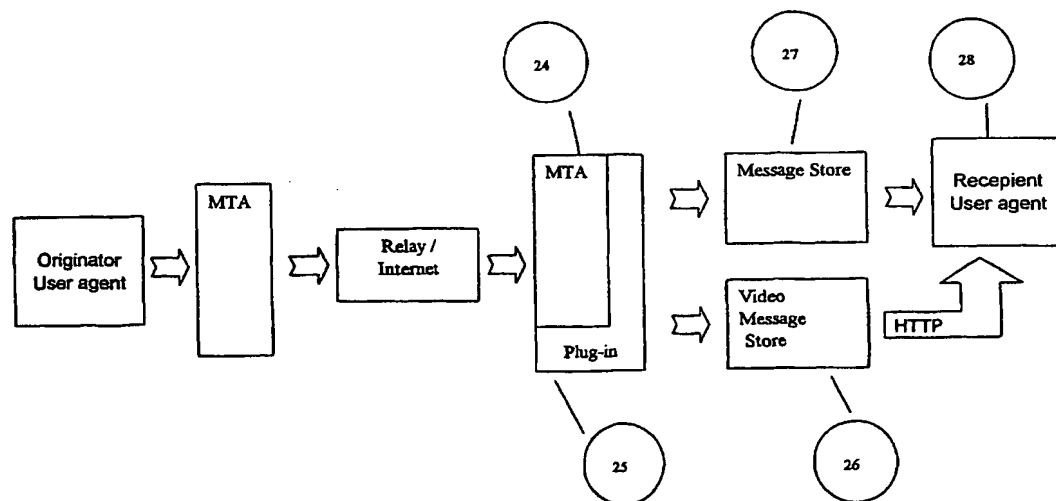 24
27
28
MTA
MTA
Message Store
Recepient
User agent
Originator
User agent
Relay /
Internet
Plug-in
Video
Message
Store
HTTP
25
26